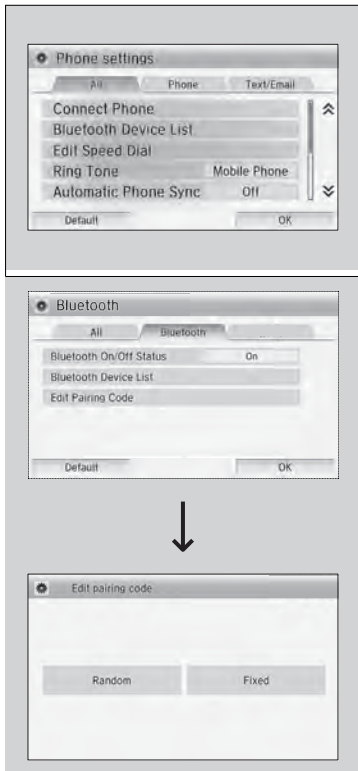 Phone settings
All Phone Text/Email
Connect Phone
Bluetooth Device List
Edit Speed Dial
Ring Tone Mobile Phone
Automatic Phone Sync Off
Default OK
Bluetooth
All Bluetooth
Bluetooth On/Off Status On
Bluetooth Device List
Edit Pairing Code
Default OK
Edit pairing code
Random Fixed